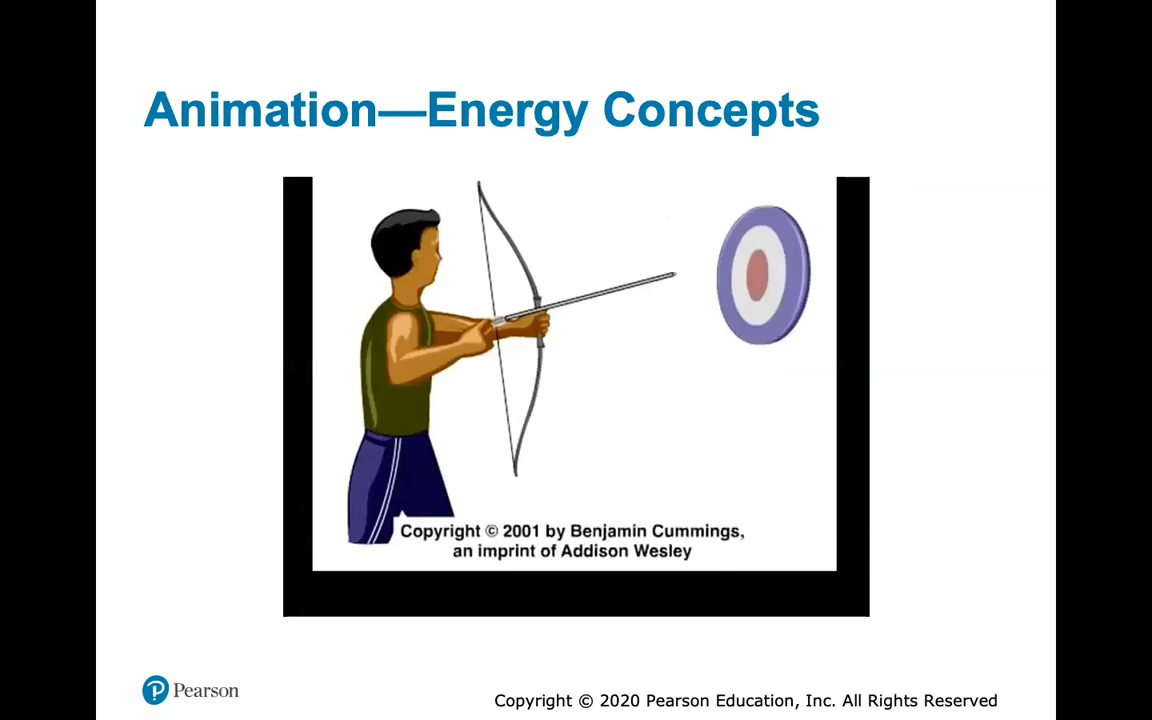 Animation—Energy Concepts
Copyright © 2001 by Benjamin Cummings,
an imprint of Addison Wesley
Pearson
Copyright © 2020 Pearson Education, Inc. All Rights Reserved